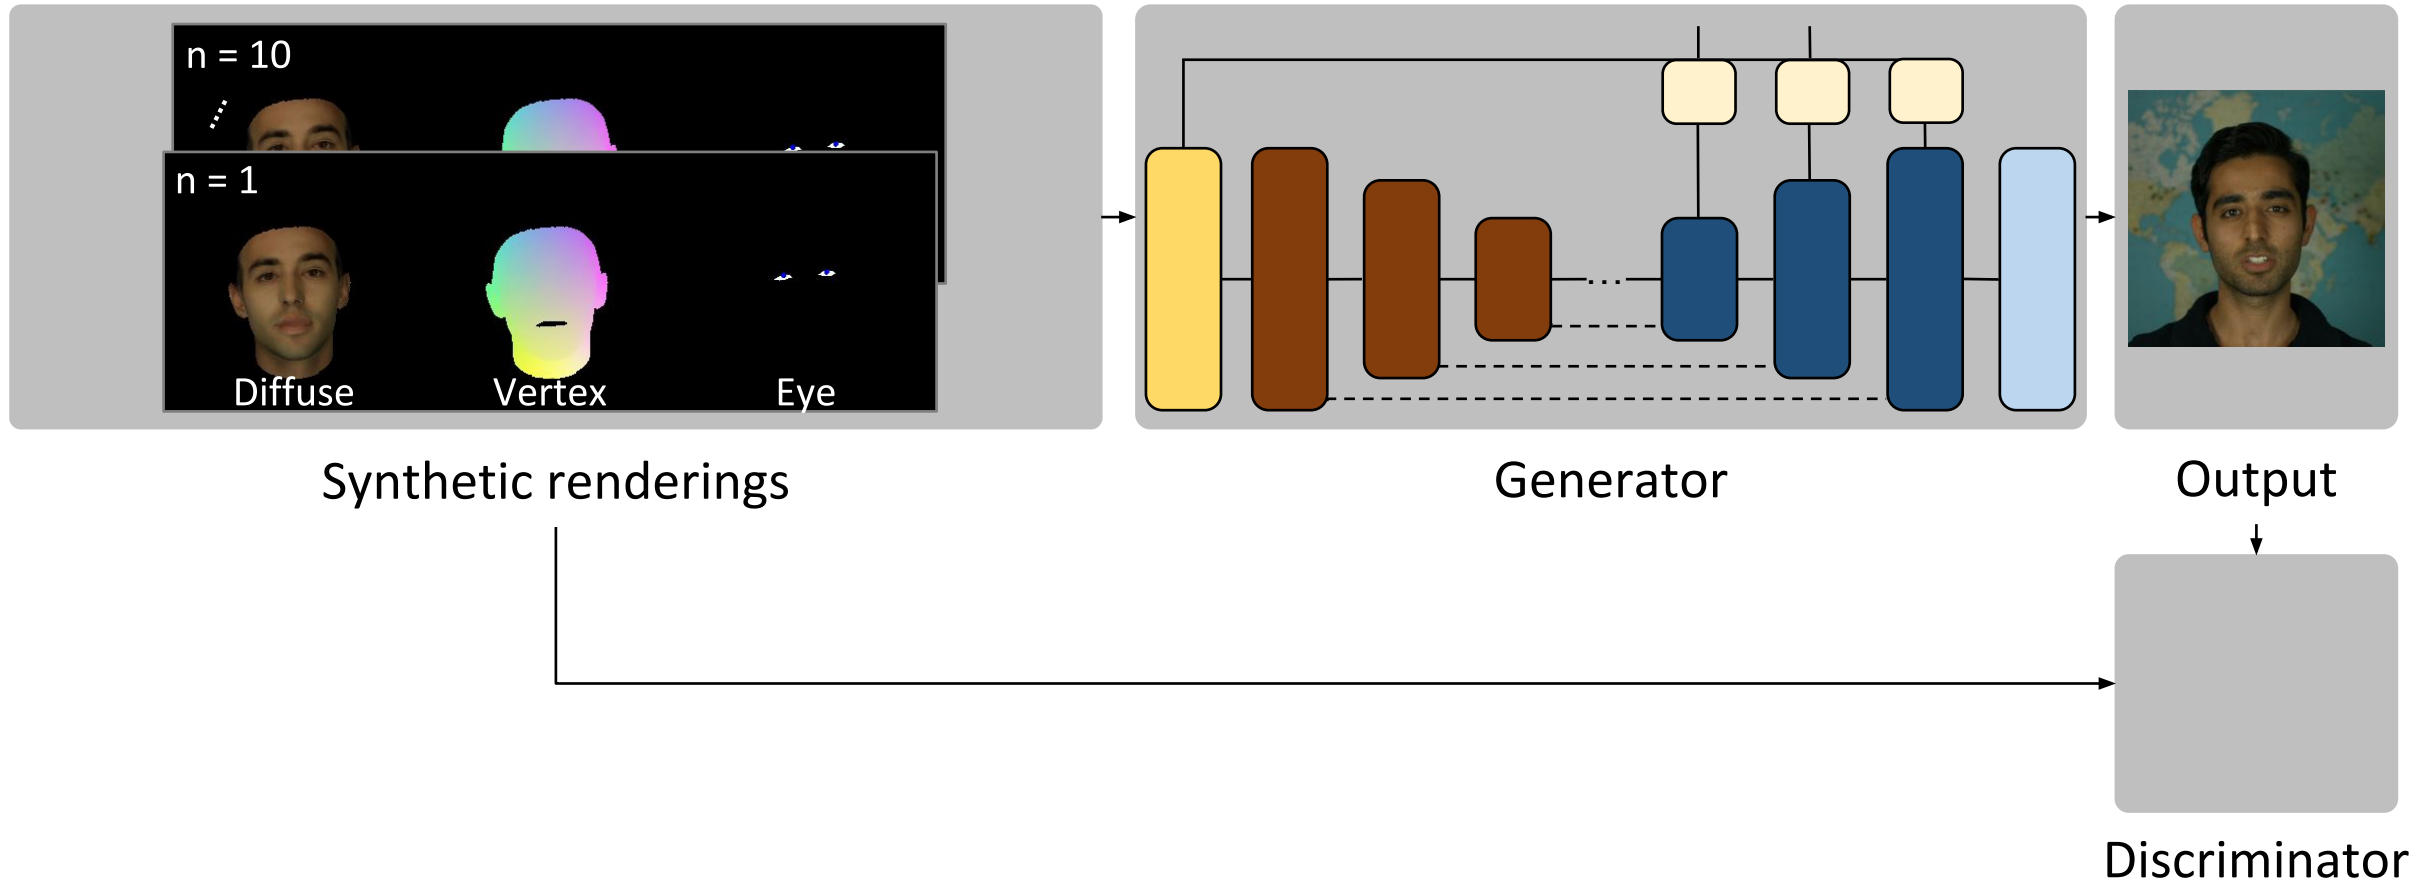 n = 10
n = 1
Diffuse Vertex Eye
...
Synthetic renderings
Generator
Output
Discriminator